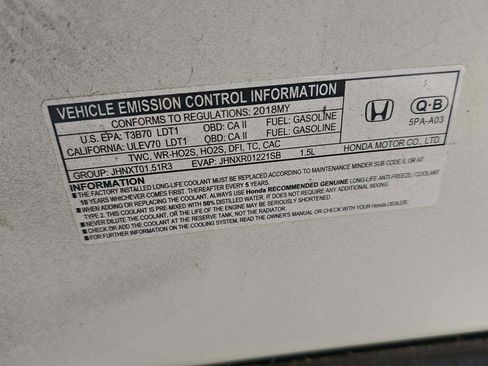 VEHICLE EMISSION CONTROL INFORMATION
CONFORMS TO REGULATIONS: 2018MY
U.S. EPA: T3B70 LDT1 OBD: CA II FUEL: GASOLINE
CALIFORNIA: ULEV70 LDT1 OBD: CA II FUEL: GASOLINE
TWC, WR-HO2S, HO2S, DFI, TC, CAC
GROUP: JHNXT01.51R3 EVAP: JHNXR01221SB 1.5L
Q-B
5PA-A03
HONDA MOTOR CO., LTD.
INFORMATION
THE FACTORY INSTALLED LONG-LIFE COOLANT MUST BE REPLACED ACCORDING TO MAINTENANCE MINDER SUB CODE 5, OR IN
10 YEARS WHICHEVER COMES FIRST. THEREAFTER EVERY 5 YEARS.
WHEN ADDING OR REPLACING THE COOLANT, ALWAYS USE Honda RECOMMENDED GENUINE LONG-LIFE ANTI-FREEZE / COOLANT
TYPE 2. THIS COOLANT IS PRE-MIXED WITH 50% DISTILLED WATER. IT DOES NOT REQUIRE ANY ADDITIONAL MIXING.
NEVER DILUTE THE COOLANT, OR THE LIFE OF THE ENGINE MAY BE SERIOUSLY SHORTENED.
CHECK OR ADD THE COOLANT AT THE RESERVE TANK, NOT THE RADIATOR.
FOR ADDITIONAL INFORMATION ON THE COOLING SYSTEM, READ THE OWNER'S MANUAL OR CHECK WITH YOUR Honda DEALER.